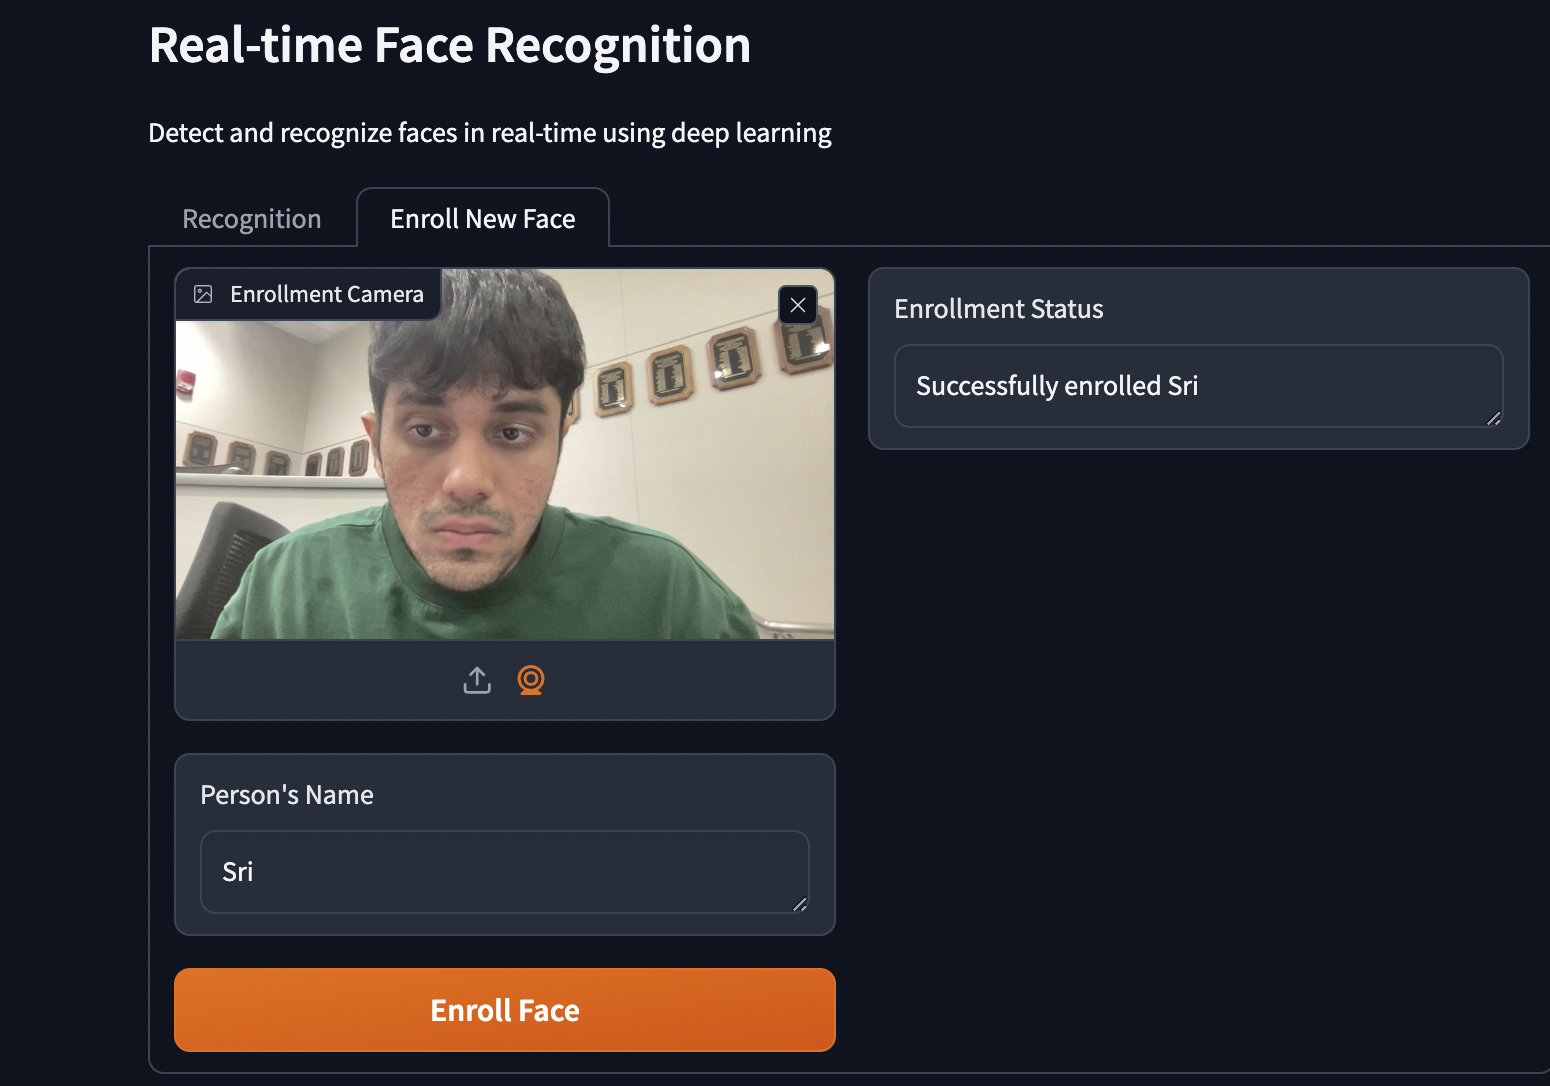 Real-time Face Recognition
Detect and recognize faces in real-time using deep learning
Recognition
Enroll New Face
Enrollment Camera
Enrollment Status
Successfully enrolled Sri
Person's Name
Sri
Enroll Face